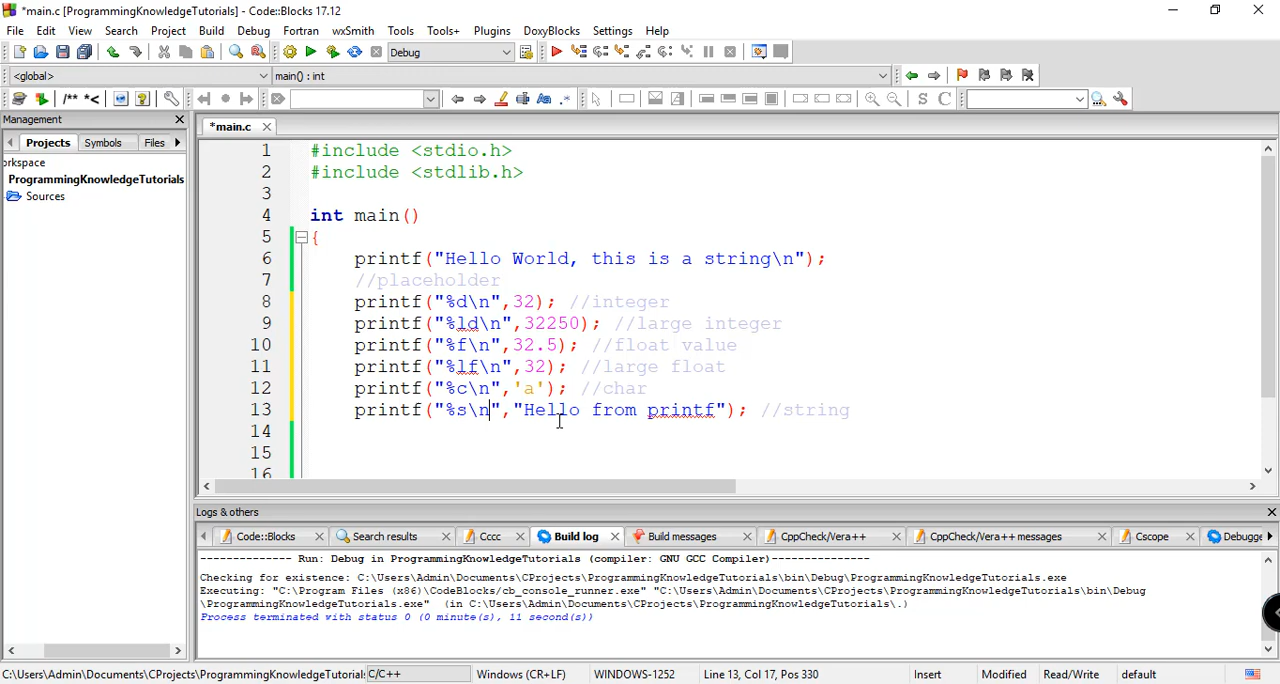 *main.c [ProgrammingKnowledgeTutorials] - Code::Blocks 17.12
File Edit View Search Project Build Debug Fortran wxSmith Tools Tools+ Plugins DoxyBlocks Settings Help
Debug
<global> main() : int
/** *<
S C
Management
Projects Symbols Files
orkspace
ProgrammingKnowledgeTutorials
Sources
*main.c
1 #include <stdio.h>
2 #include <stdlib.h>
3
4 int main()
5 {
6 printf("Hello World, this is a string\n");
7 //placeholder
8 printf("%d\n",32); //integer
9 printf("%ld\n",32250); //large integer
10 printf("%f\n",32.5); //float value
11 printf("%lf\n",32); //large float
12 printf("%c\n",'a'); //char
13 printf("%s\n","Hello from printf"); //string
14
15
16
Logs & others
Code::Blocks Search results Cccc Build log Build messages CppCheck/Vera++ CppCheck/Vera++ messages Cscope Debugge
-------------- Run: Debug in ProgrammingKnowledgeTutorials (compiler: GNU GCC Compiler)---------------
Checking for existence: C:\Users\Admin\Documents\CProjects\ProgrammingKnowledgeTutorials\bin\Debug\ProgrammingKnowledgeTutorials.exe
Executing: "C:\Program Files (x86)\CodeBlocks/cb_console_runner.exe" "C:\Users\Admin\Documents\CProjects\ProgrammingKnowledgeTutorials\bin\Debug
\ProgrammingKnowledgeTutorials.exe" (in C:\Users\Admin\Documents\CProjects\ProgrammingKnowledgeTutorials\.)
Process terminated with status 0 (0 minute(s), 11 second(s))
C:\Users\Admin\Documents\CProjects\ProgrammingKnowledgeTutorial: C/C++ Windows (CR+LF) WINDOWS-1252 Line 13, Col 17, Pos 330 Insert Modified Read/Write default